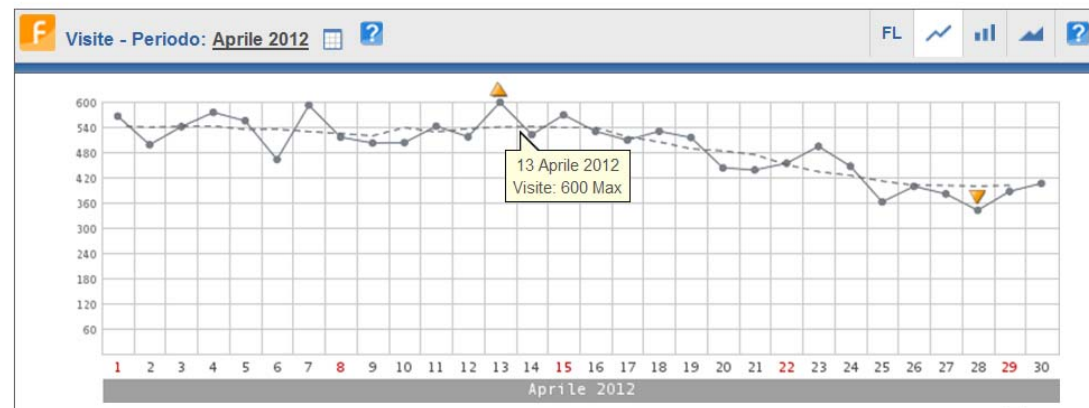 F Visite - Periodo: Aprile 2012 ? FL ?
600
540
480
420
360
300
240
180
120
60
13 Aprile 2012
Visite: 600 Max
1 2 3 4 5 6 7 8 9 10 11 12 13 14 15 16 17 18 19 20 21 22 23 24 25 26 27 28 29 30
Aprile 2012